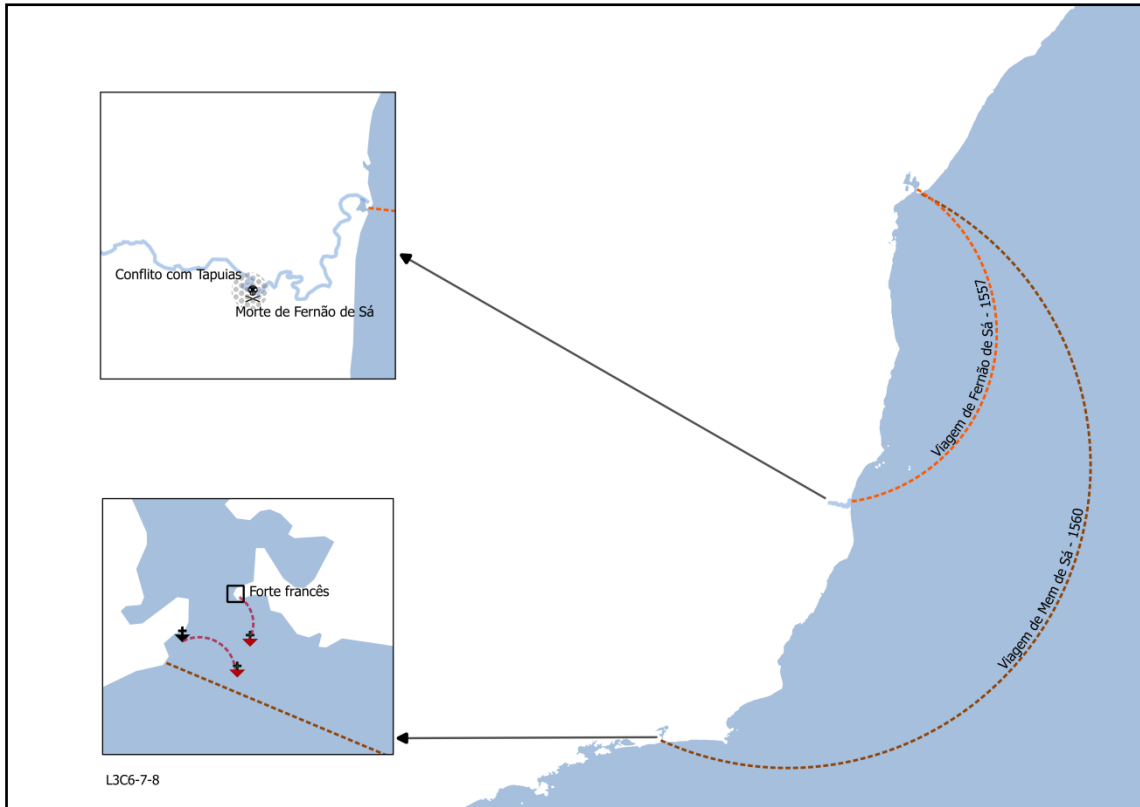 Conflito com Tapuias
Morte de Fernão de Sá
Viagem de Fernão de Sá - 1557
Viagem de Mem de Sá - 1560
Forte francês
L3C6-7-8